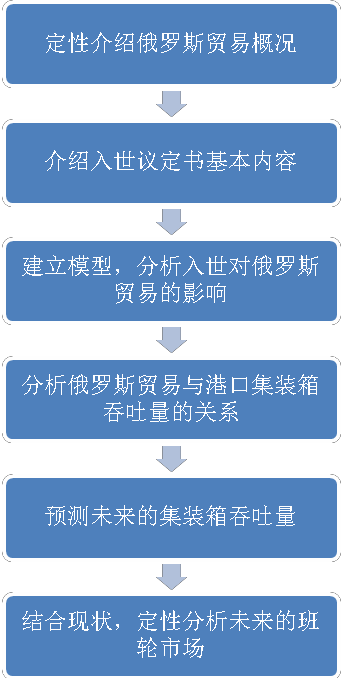 定性介绍俄罗斯贸易概况
介绍入世议定书基本内容
建立模型，分析入世对俄罗斯
贸易的影响
分析俄罗斯贸易与港口集装箱
吞吐量的关系
预测未来的集装箱吞吐量
结合现状，定性分析未来的班
轮市场